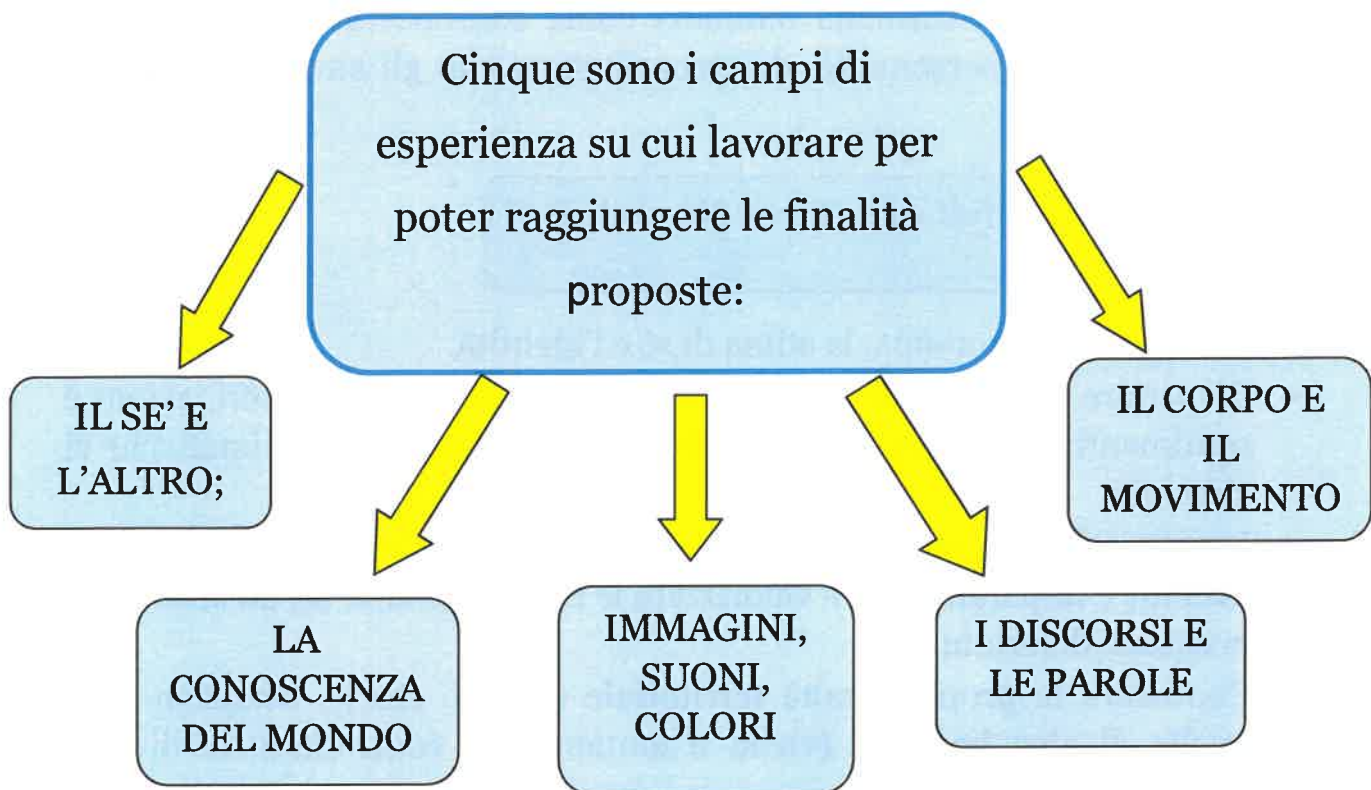 Cinque sono i campi di
esperienza su cui lavorare per
poter raggiungere le finalità
proposte:
IL SE’ E
L’ALTRO;
IL CORPO E
IL
MOVIMENTO
LA
CONOSCENZA
DEL MONDO
IMMAGINI,
SUONI,
COLORI
I DISCORSI E
LE PAROLE